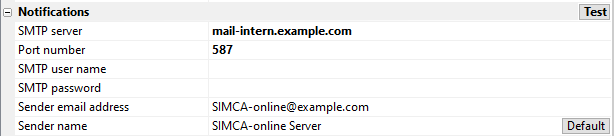 Notifications Test
SMTP server mail-intern.example.com
Port number 587
SMTP user name
SMTP password
Sender email address SIMCA-online@example.com
Sender name SIMCA-online Server Default